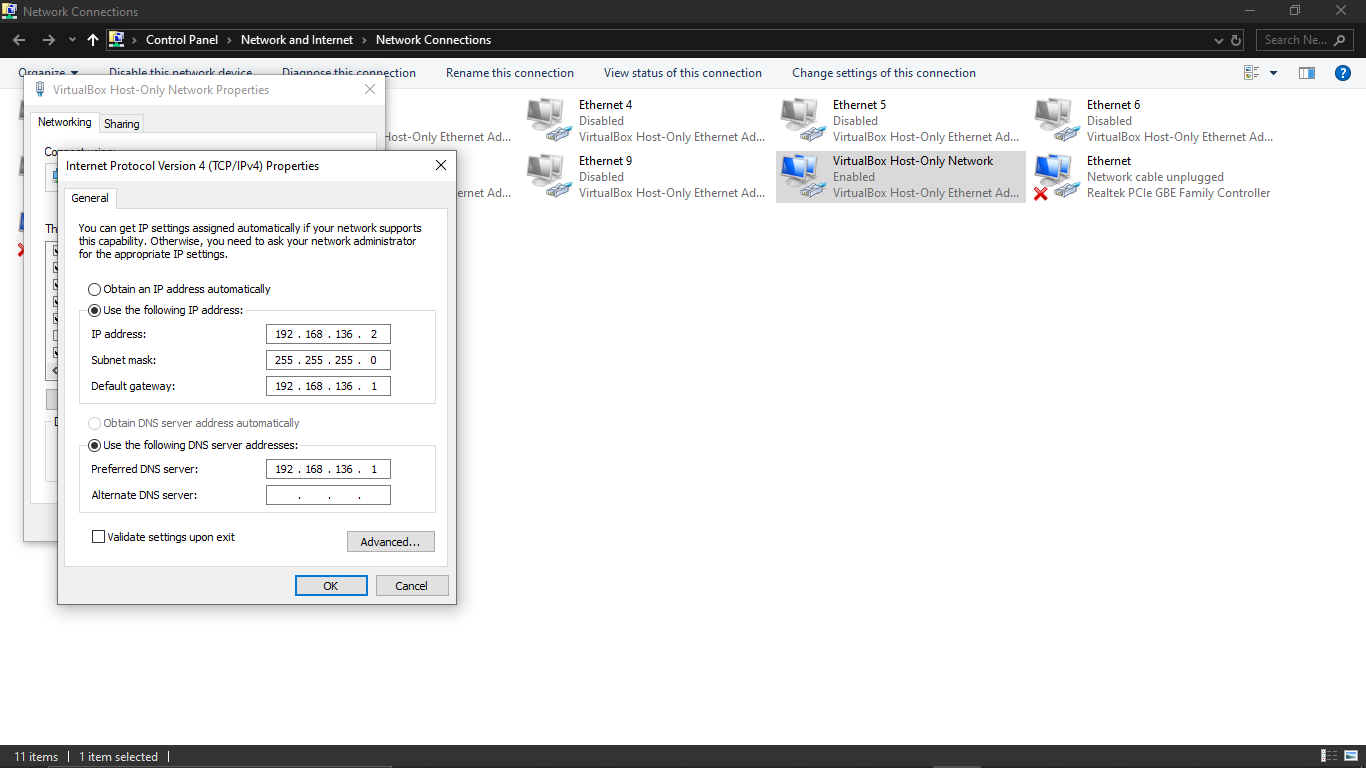 Network Connections
Control Panel > Network and Internet > Network Connections
Search Ne...
Organize Disable this network device Diagnose this connection Rename this connection View status of this connection Change settings of this connection
VirtualBox Host-Only Network Properties
Networking
Sharing
Host-Only Ethernet Ad...
Ethernet 4
Disabled
VirtualBox Host-Only Ethernet Ad...
Ethernet 5
Disabled
VirtualBox Host-Only Ethernet Ad...
Ethernet 6
Disabled
VirtualBox Host-Only Ethernet Ad...
Ethernet Ad...
Ethernet 9
Disabled
VirtualBox Host-Only Ethernet Ad...
VirtualBox Host-Only Network
Enabled
VirtualBox Host-Only Ethernet Ad...
Ethernet
Network cable unplugged
Realtek PCIe GBE Family Controller
Internet Protocol Version 4 (TCP/IPv4) Properties
General
You can get IP settings assigned automatically if your network supports
this capability. Otherwise, you need to ask your network administrator
for the appropriate IP settings.
Obtain an IP address automatically
Use the following IP address:
IP address: 192 . 168 . 136 . 2
Subnet mask: 255 . 255 . 255 . 0
Default gateway: 192 . 168 . 136 . 1
Obtain DNS server address automatically
Use the following DNS server addresses:
Preferred DNS server: 192 . 168 . 136 . 1
Alternate DNS server: . . .
Validate settings upon exit
Advanced...
OK Cancel
11 items 1 item selected